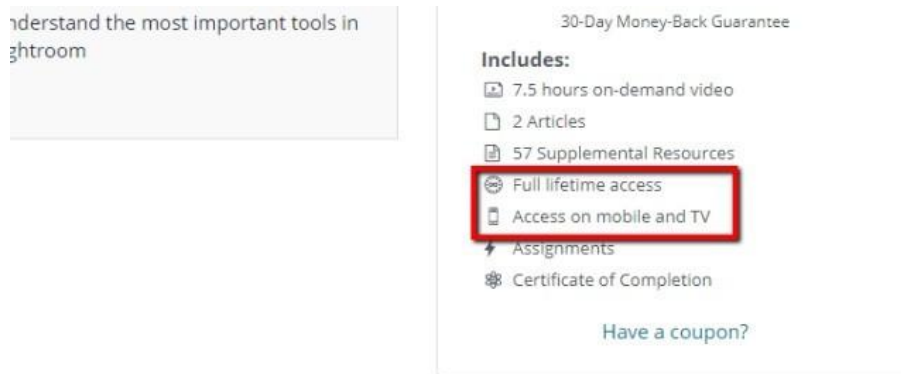 nderstand the most important tools in
ghtroom
30-Day Money-Back Guarantee
Includes:
7.5 hours on-demand video
2 Articles
57 Supplemental Resources
Full lifetime access
Access on mobile and TV
Assignments
Certificate of Completion
Have a coupon?